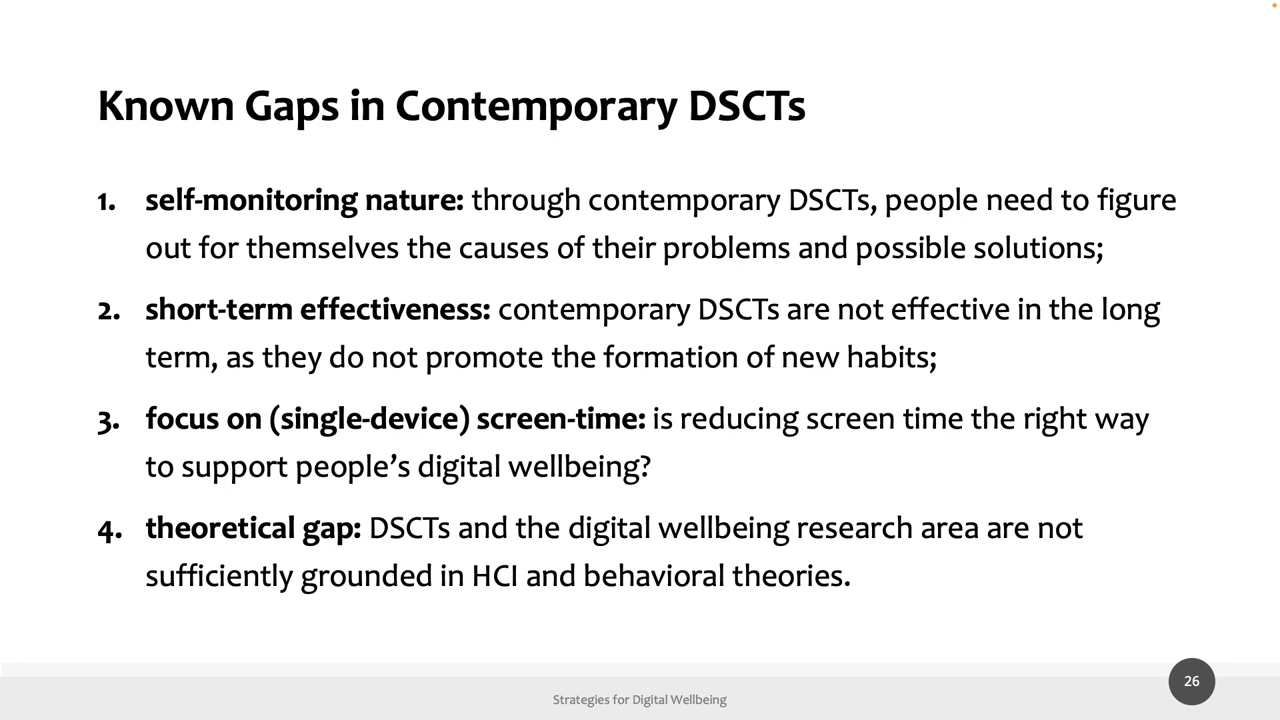 Known Gaps in Contemporary DSCTs
1. self-monitoring nature: through contemporary DSCTs, people need to figure
out for themselves the causes of their problems and possible solutions;
2. short-term effectiveness: contemporary DSCTs are not effective in the long
term, as they do not promote the formation of new habits;
3. focus on (single-device) screen-time: is reducing screen time the right way
to support people’s digital wellbeing?
4. theoretical gap: DSCTs and the digital wellbeing research area are not
sufficiently grounded in HCI and behavioral theories.
Strategies for Digital Wellbeing
26